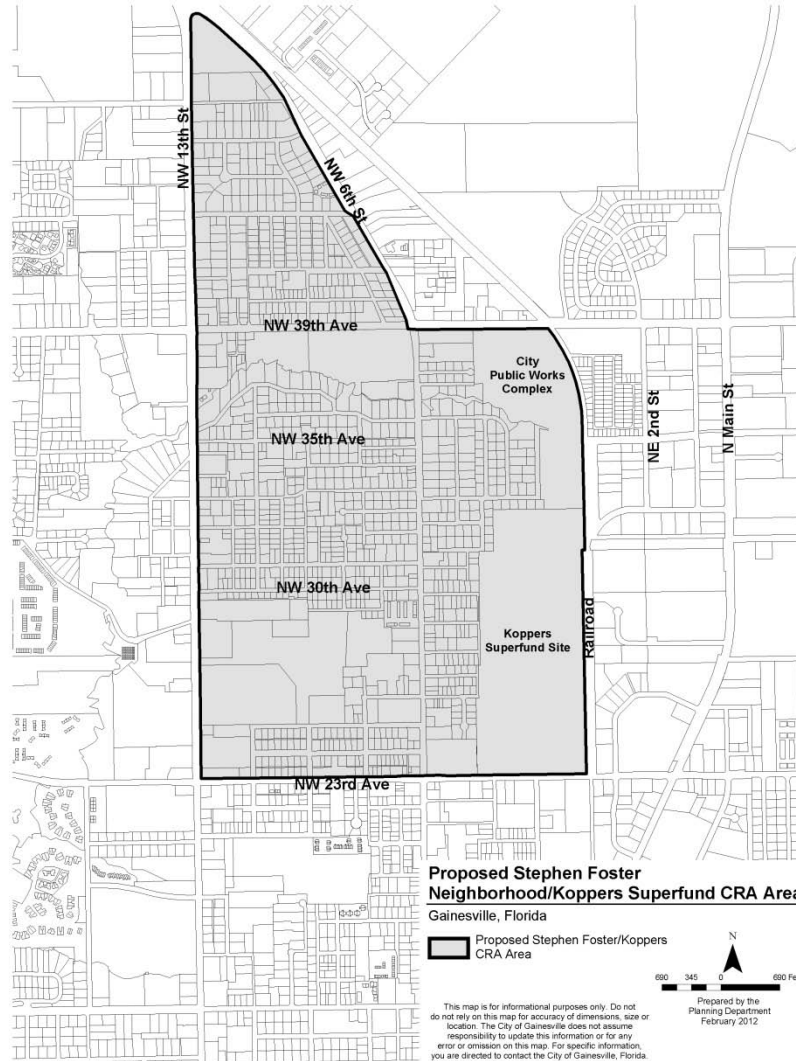 NW 13th St
NW 6th St
NW 39th Ave
City
Public Works
Complex
NE 2nd St
N Main St
NW 35th Ave
NW 30th Ave
Koppers
Superfund Site
Railroad
NW 23rd Ave
Proposed Stephen Foster
Neighborhood/Koppers Superfund CRA Area
Gainesville, Florida
Proposed Stephen Foster/Koppers
CRA Area
N
690 345 0 690 Fe
Prepared by the
Planning Department
February 2012
This map is for informational purposes only. Do not
do not rely on this map for accuracy of dimensions, size or
location. The City of Gainesville does not assume
responsibility to update this information or for any
error or omission on this map. For specific information,
you are directed to contact the City of Gainesville, Florida.